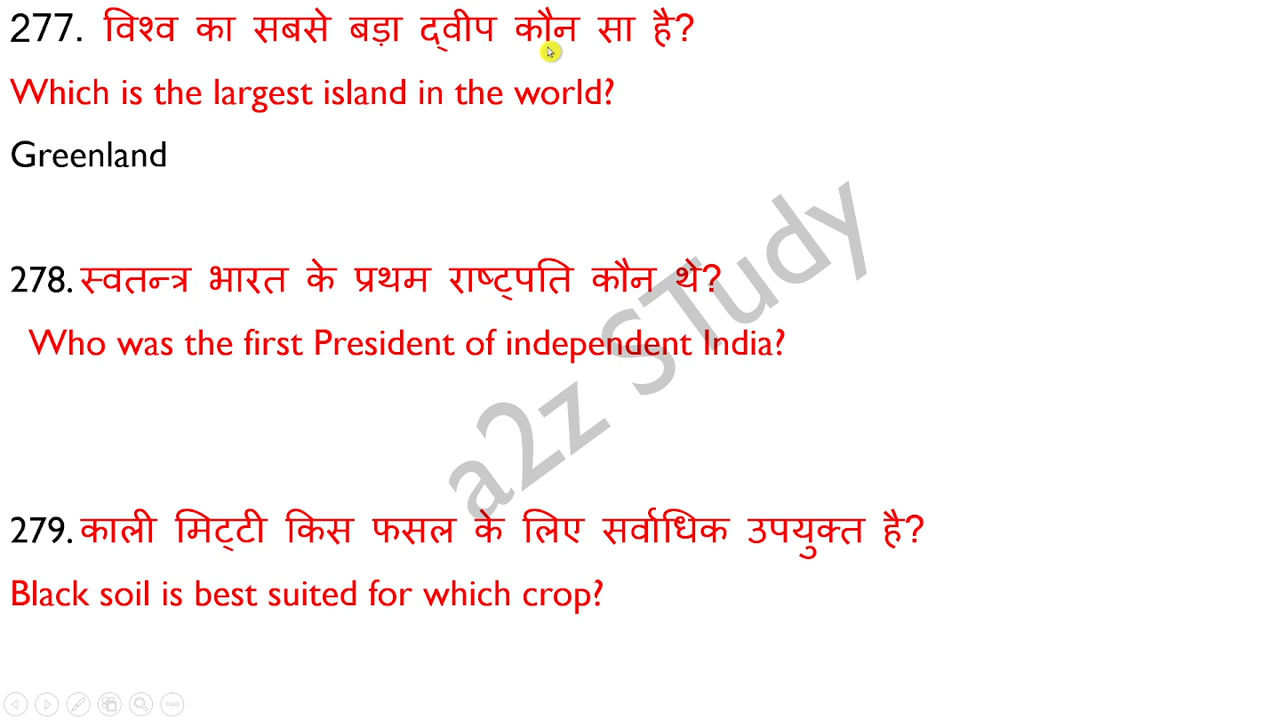 277. विश्व का सबसे बड़ा द्वीप कौन सा है?
Which is the largest island in the world?
Greenland
278. स्वतन्त्र भारत के प्रथम राष्ट्पति कौन थे?
Who was the first President of independent India?
a2z STudy
279. काली मिट्टी किस फसल के लिए सर्वाधिक उपयुक्त है?
Black soil is best suited for which crop?